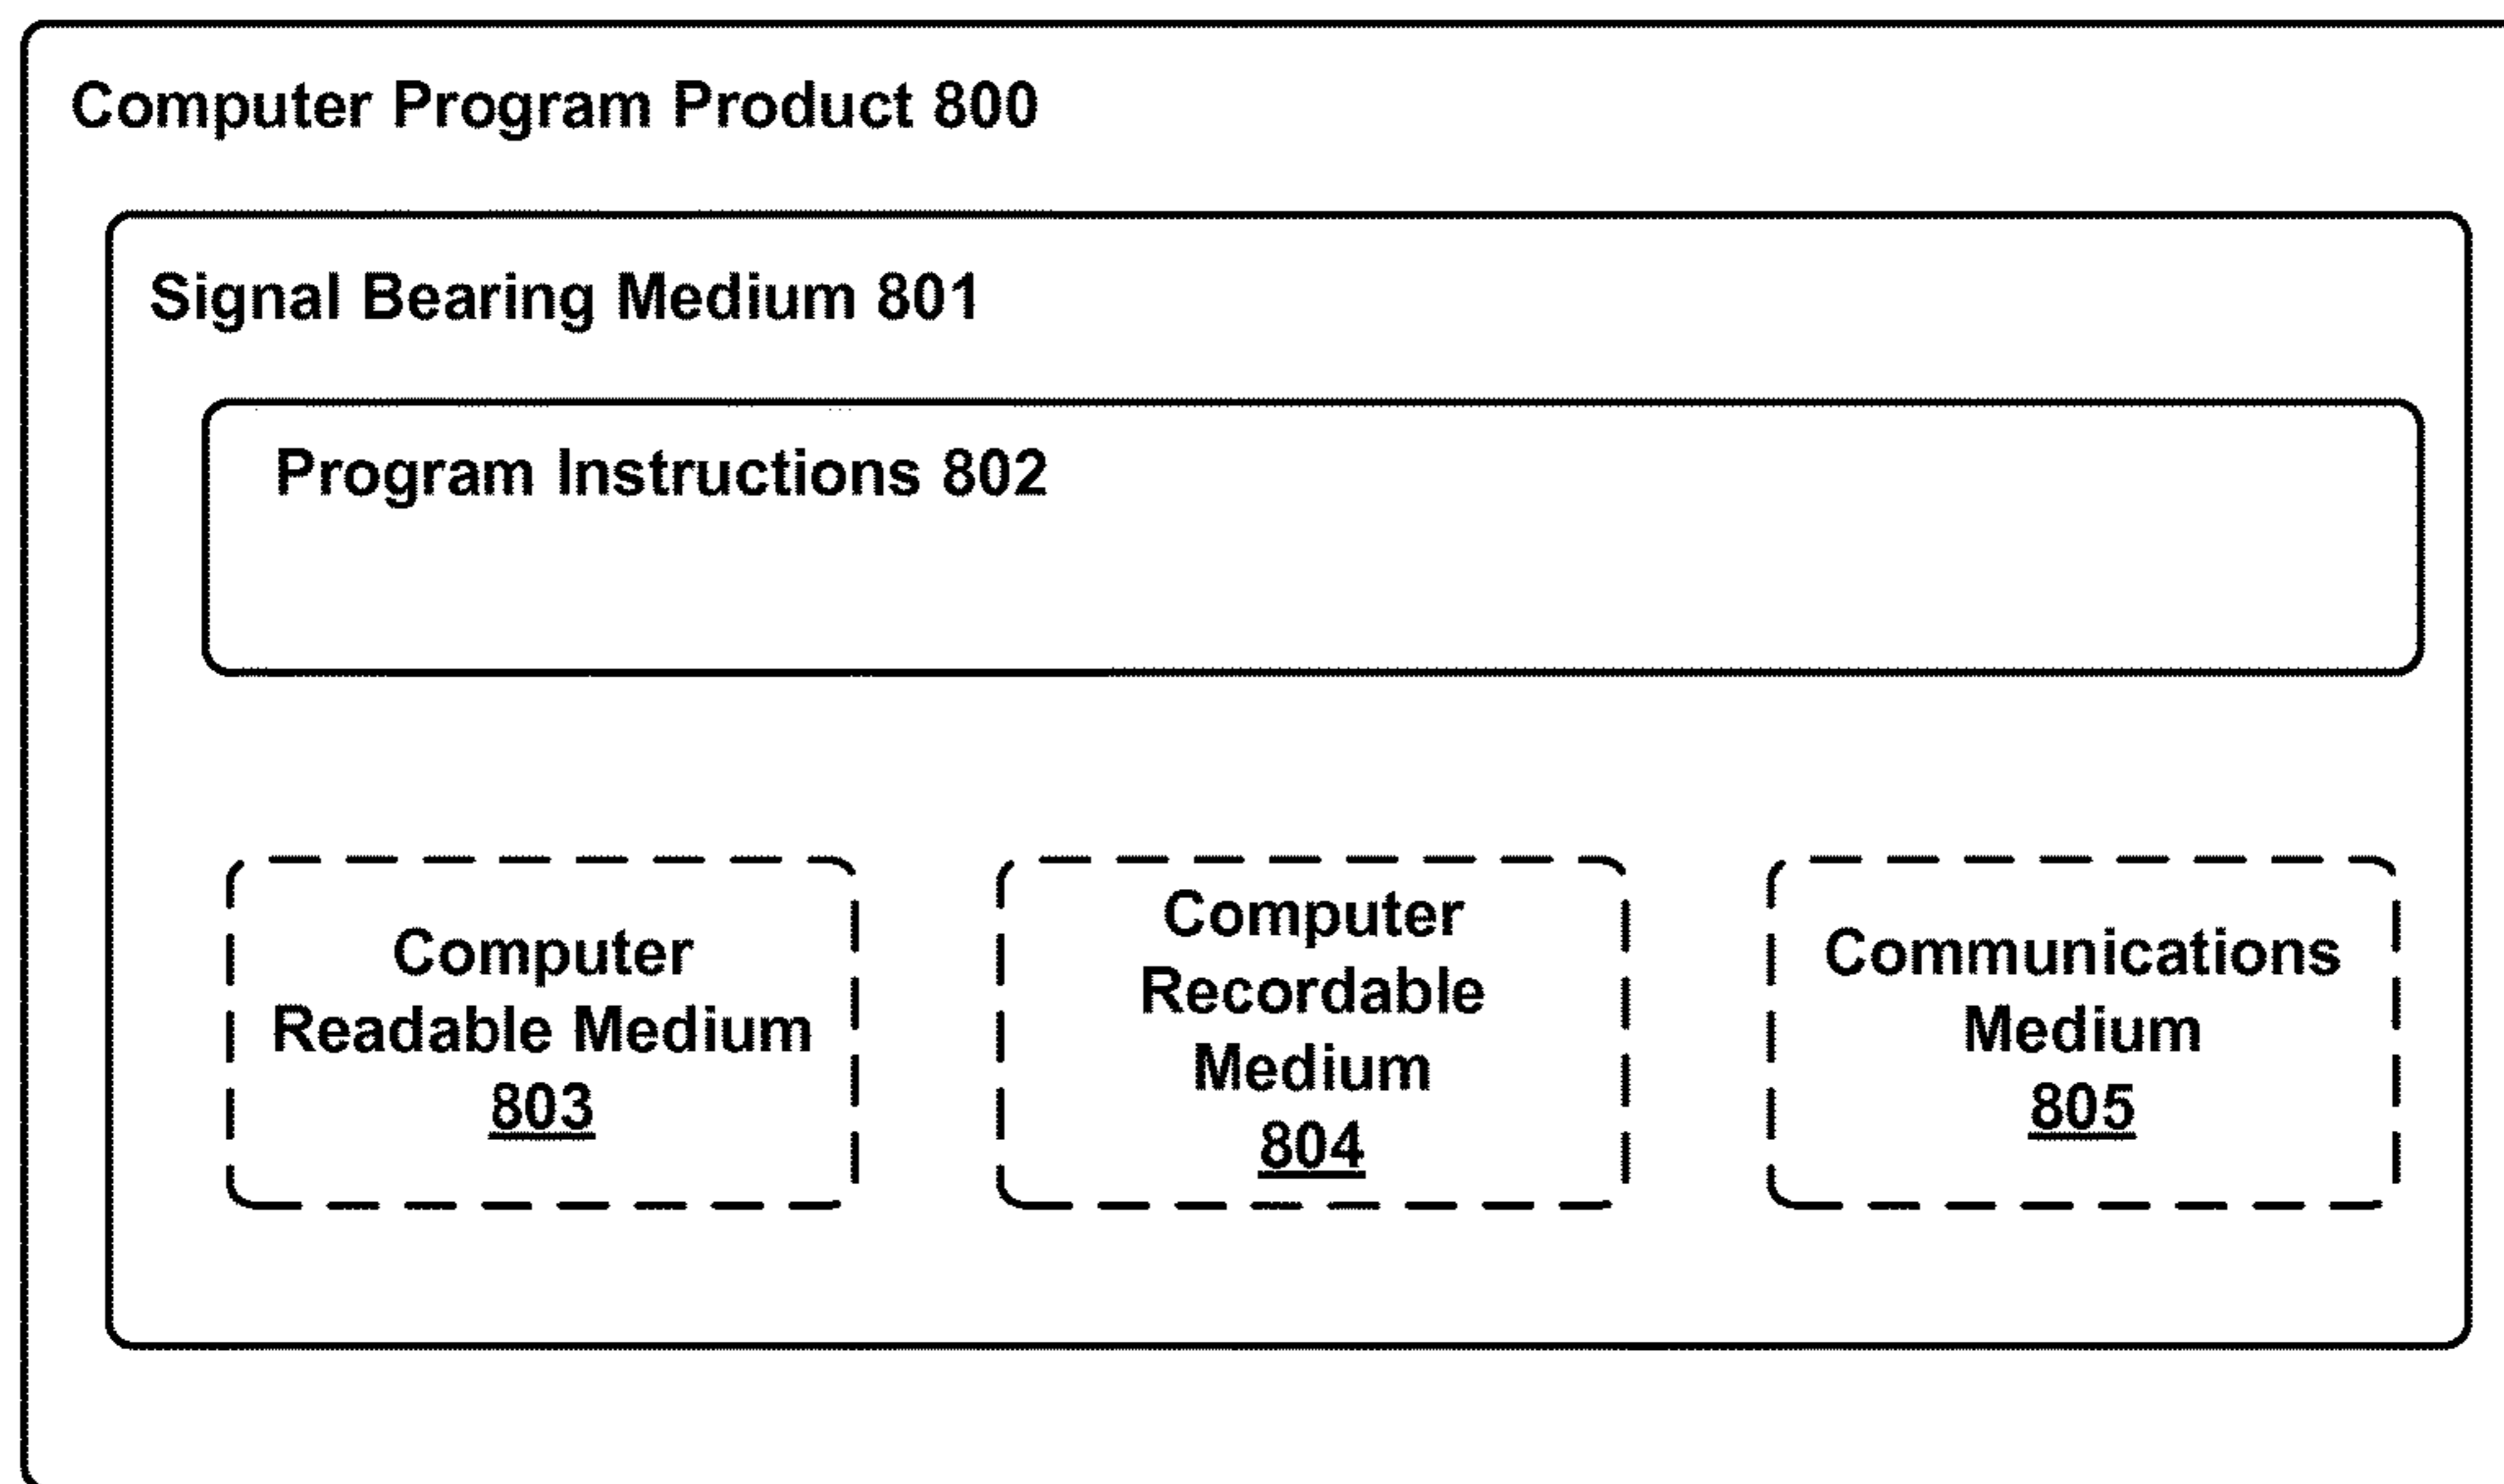 Computer Program Product 800
Signal Bearing Medium 801
Program Instructions 802
Computer
Readable Medium
803
Computer
Recordable
Medium
804
Communications
Medium
805